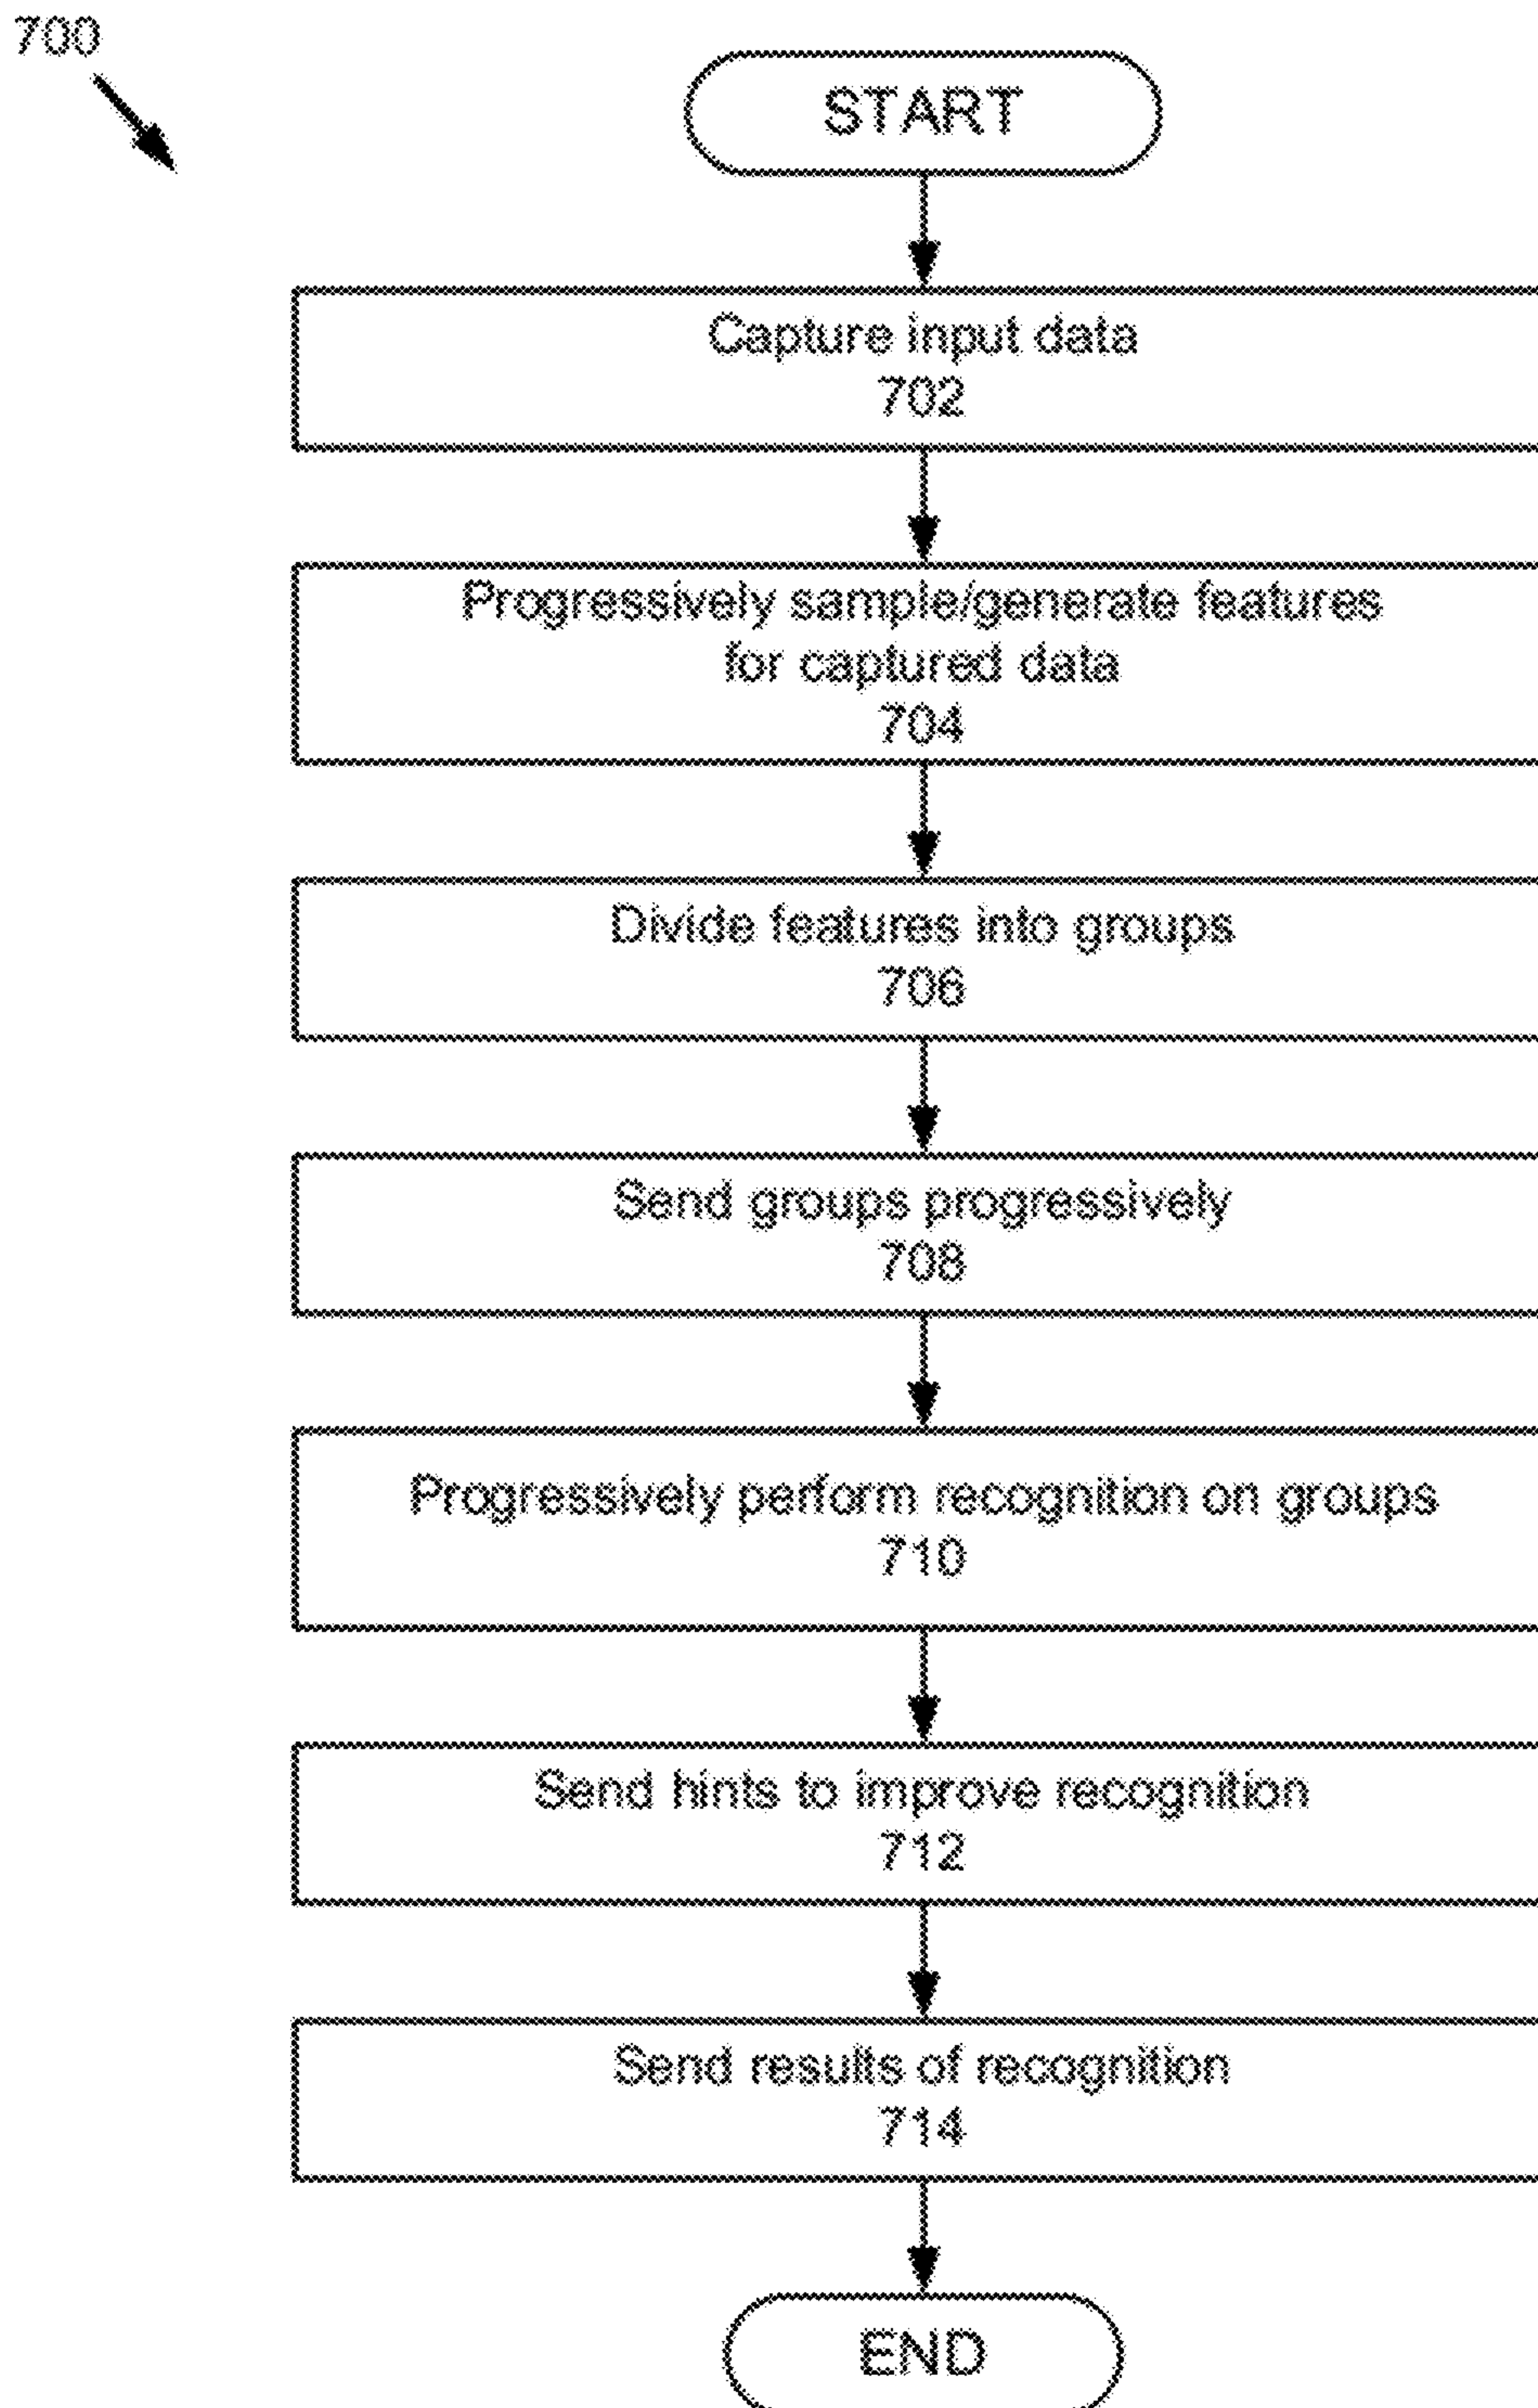 700
START
Capture input data
702
Progressively sample/generate features
for captured data
704
Divide features into groups
706
Send groups progressively
708
Progressively perform recognition on groups
710
Send hints to improve recognition
712
Send results of recognition
714
END